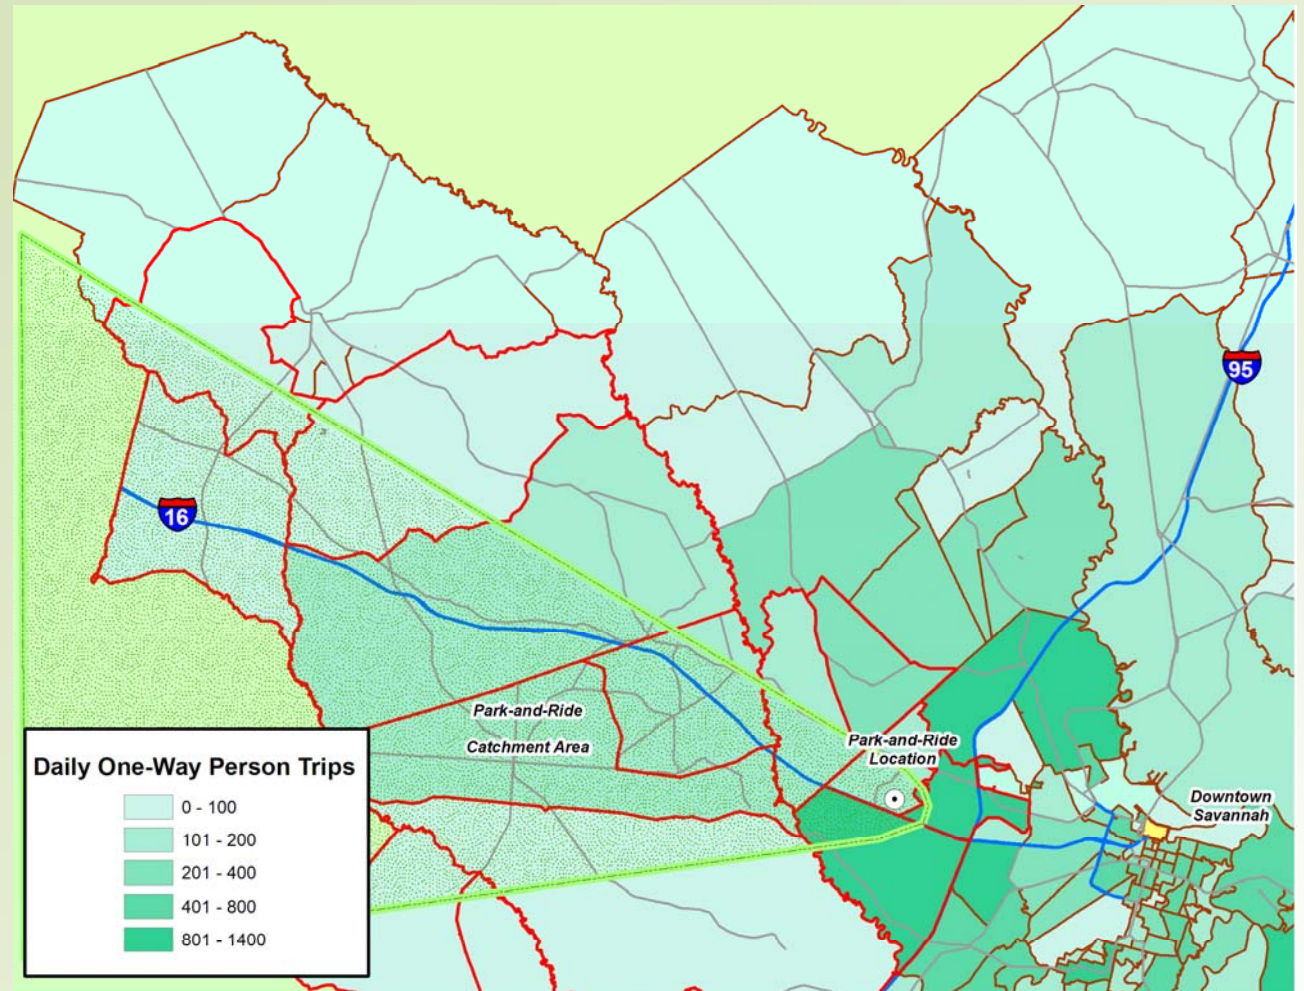 95
16
Park-and-Ride
Catchment Area
Park-and-Ride
Location
Downtown
Savannah
Daily One-Way Person Trips
0 - 100
101 - 200
201 - 400
401 - 800
801 - 1400